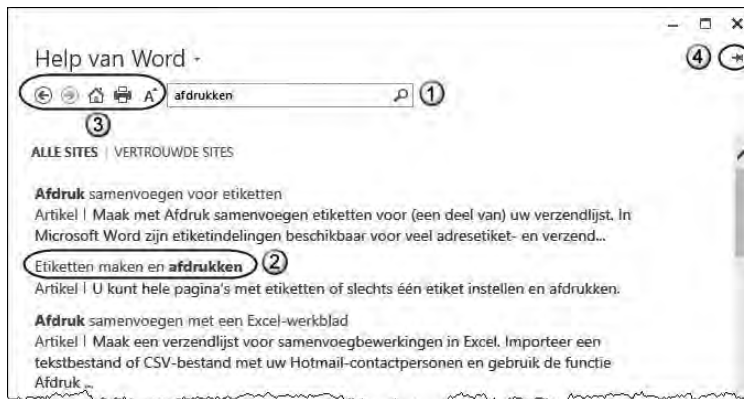 Help van Word
④
afdrukken ①
③
ALLE SITES | VERTROUWDE SITES
Afdruk samenvoegen voor etiketten
Artikel | Maak met Afdruk samenvoegen etiketten voor (een deel van) uw verzendlijst. In
Microsoft Word zijn etiketindelingen beschikbaar voor veel adresetiket- en verzend...
Etiketten maken en afdrukken ②
Artikel | U kunt hele pagina's met etiketten of slechts één etiket instellen en afdrukken.
Afdruk samenvoegen met een Excel-werkblad
Artikel | Maak een verzendlijst voor samenvoegbewerkingen in Excel. Importeer een
tekstbestand of CSV-bestand met uw Hotmail-contactpersonen en gebruik de functie
Afdruk ...